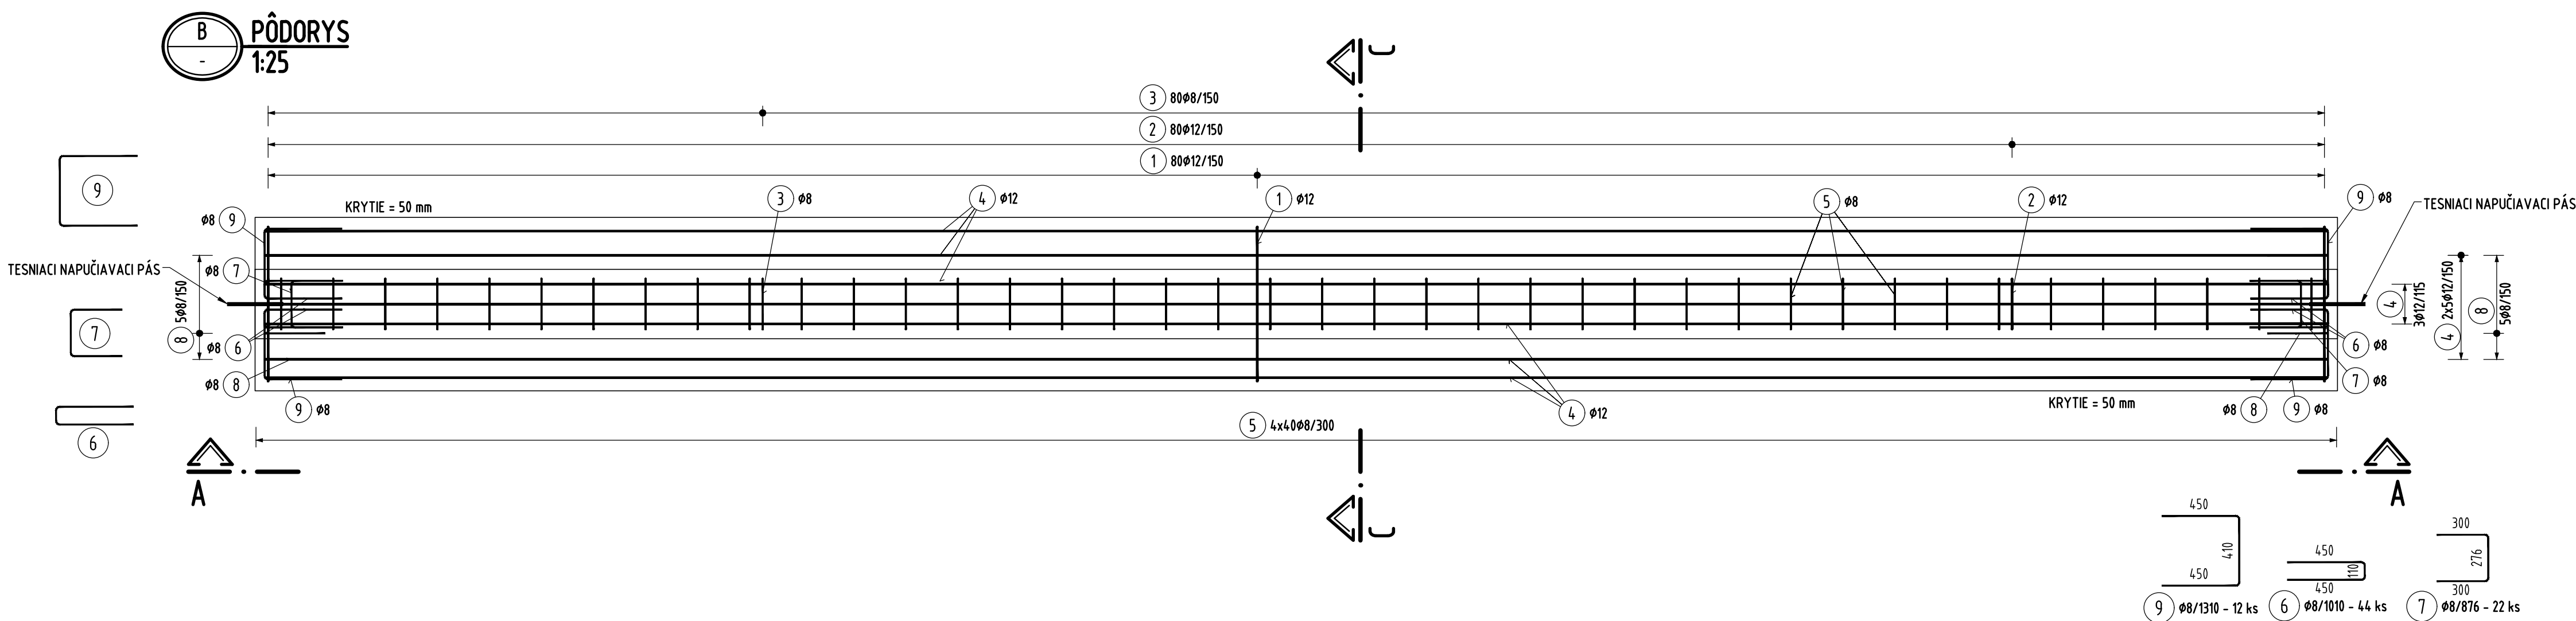 B
-
PÔDORYS
1:25
C
3 80ø8/150
2 80ø12/150
1 80ø12/150
9
KRYTIE = 50 mm
ø8 9
3 ø8
4 ø12
1 ø12
5 ø8
2 ø12
9 ø8
TESNIACI NAPUČIAVACI PÁS
TESNIACI NAPUČIAVACI PÁS
ø8 7
8 5ø8/150
7
ø8 6
ø8 8
9 ø8
6
4 3ø12/115
4 2x5ø12/150
8 5ø8/150
6 ø8
7 ø8
KRYTIE = 50 mm
ø8 8
9 ø8
4 ø12
5 4x40ø8/300
A
A
C
450
410
450
9 ø8/1310 - 12 ks
450
110
450
6 ø8/1010 - 44 ks
300
276
300
7 ø8/876 - 22 ks